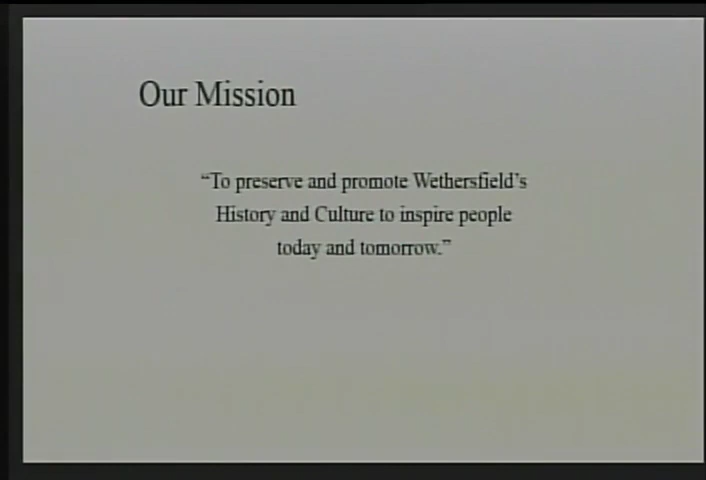 Our Mission
“To preserve and promote Wethersfield’s
History and Culture to inspire people
today and tomorrow.”